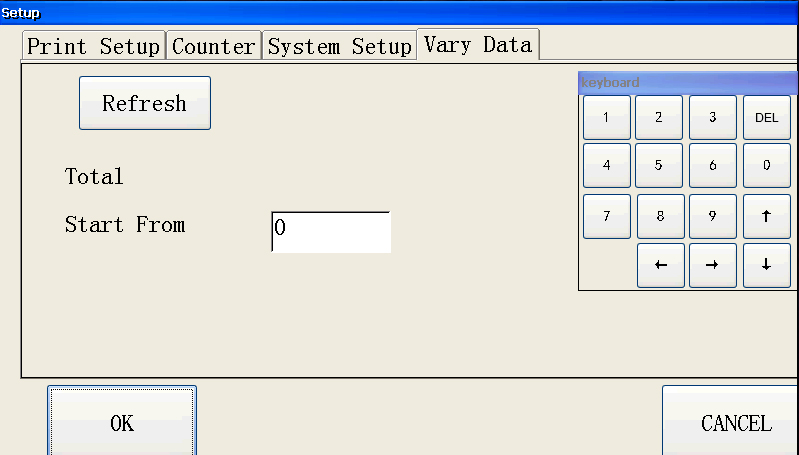 Setup
Print Setup Counter System Setup Vary Data
Refresh
keyboard
1 2 3 DEL
4 5 6 0
7 8 9 ↑
← → ↓
Total
Start From 0
OK CANCEL